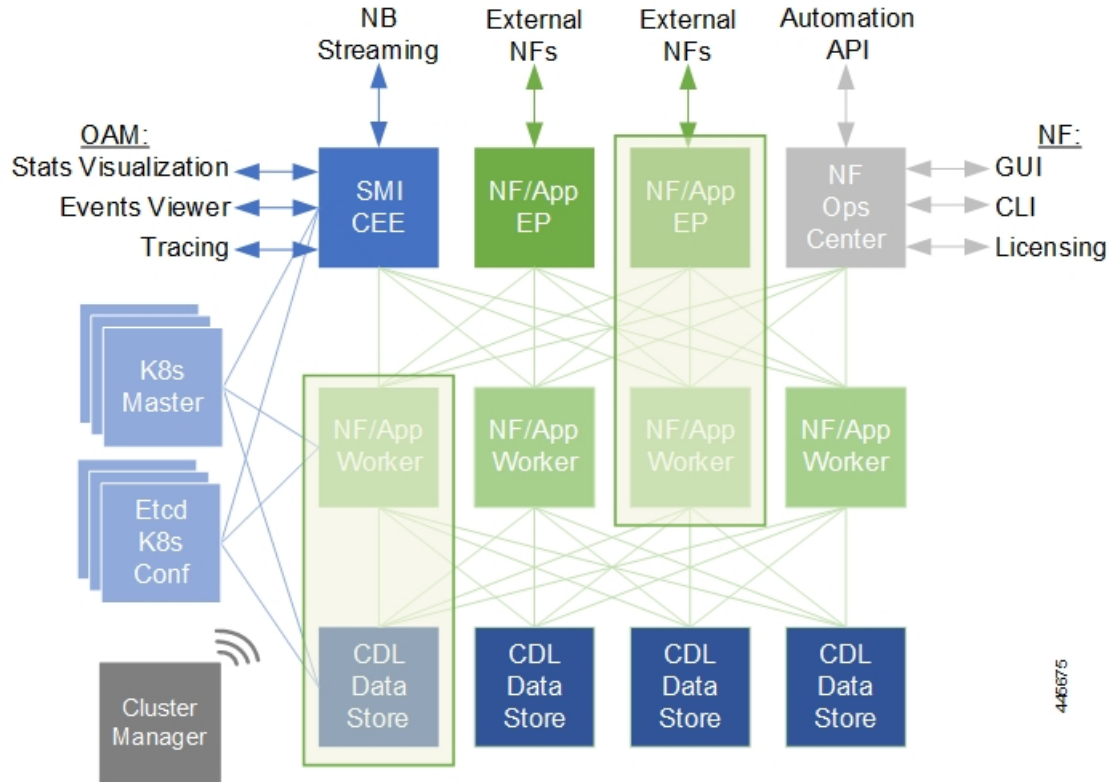 NB
Streaming
External
NFs
External
NFs
Automation
API
OAM:
Stats Visualization
Events Viewer
Tracing
SMI
CEE
NF/App
EP
NF/App
EP
NF
Ops
Center
NF:
GUI
CLI
Licensing
K8s
Master
NF/App
Worker
NF/App
Worker
NF/App
Worker
NF/App
Worker
Etcd
K8s
Conf
Cluster
Manager
CDL
Data
Store
CDL
Data
Store
CDL
Data
Store
CDL
Data
Store
445675